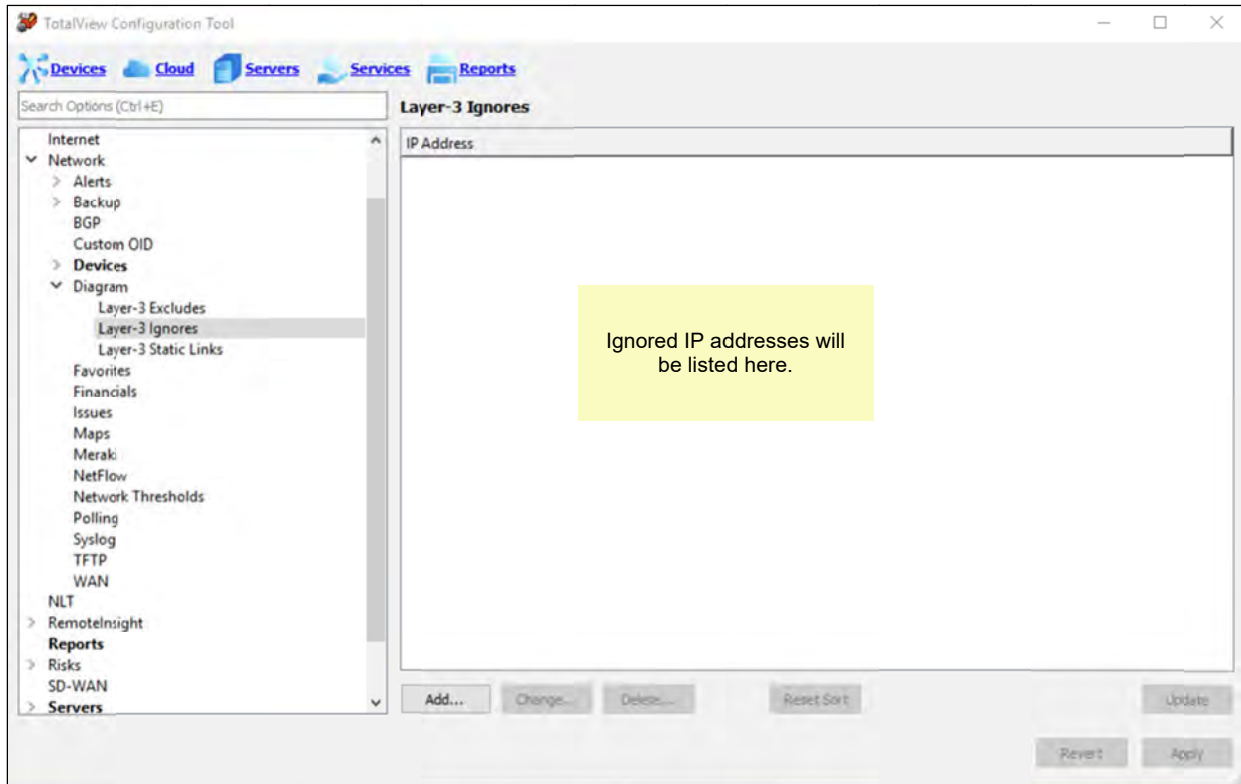 TotalView Configuration Tool
Devices Cloud Servers Services Reports
Search Options (Ctrl+E)
Layer-3 Ignores
Internet
Network
Alerts
Backup
BGP
Custom OID
Devices
Diagram
Layer-3 Excludes
Layer-3 Ignores
Layer-3 Static Links
Favorites
Financials
Issues
Maps
Meraki
NetFlow
Network Thresholds
Polling
Syslog
TFTP
WAN
NLT
RemoteInsight
Reports
Risks
SD-WAN
Servers
IP Address
Ignored IP addresses will
be listed here.
Add... Change... Delete... Reset Sort Update
Revert Apply